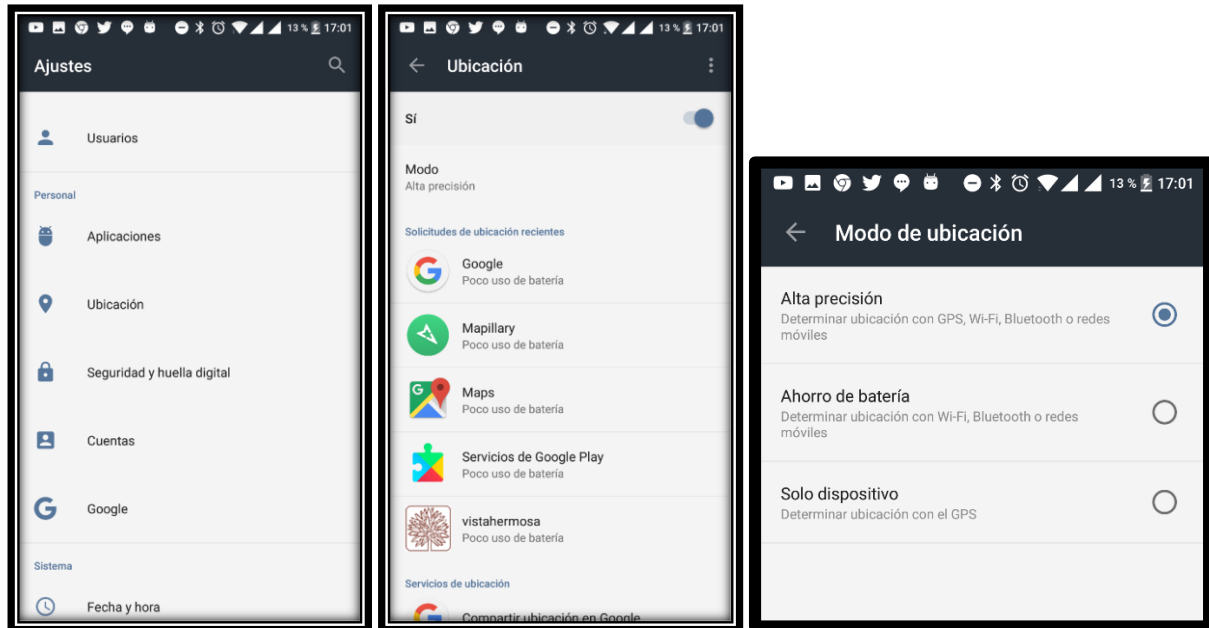 13 % 17:01
Ajustes
Usuarios
Personal
Aplicaciones
Ubicación
Seguridad y huella digital
Cuentas
Google
Sistema
Fecha y hora
13 % 17:01
Ubicación
Sí
Modo
Alta precisión
Solicitudes de ubicación recientes
Google
Poco uso de batería
Mapillary
Poco uso de batería
Maps
Poco uso de batería
Servicios de Google Play
Poco uso de batería
vistahermosa
Poco uso de batería
Servicios de ubicación
Compartir ubicación en Google
13 % 17:01
Modo de ubicación
Alta precisión
Determinar ubicación con GPS, Wi-Fi, Bluetooth o redes
móviles
Ahorro de batería
Determinar ubicación con Wi-Fi, Bluetooth o redes
móviles
Solo dispositivo
Determinar ubicación con el GPS